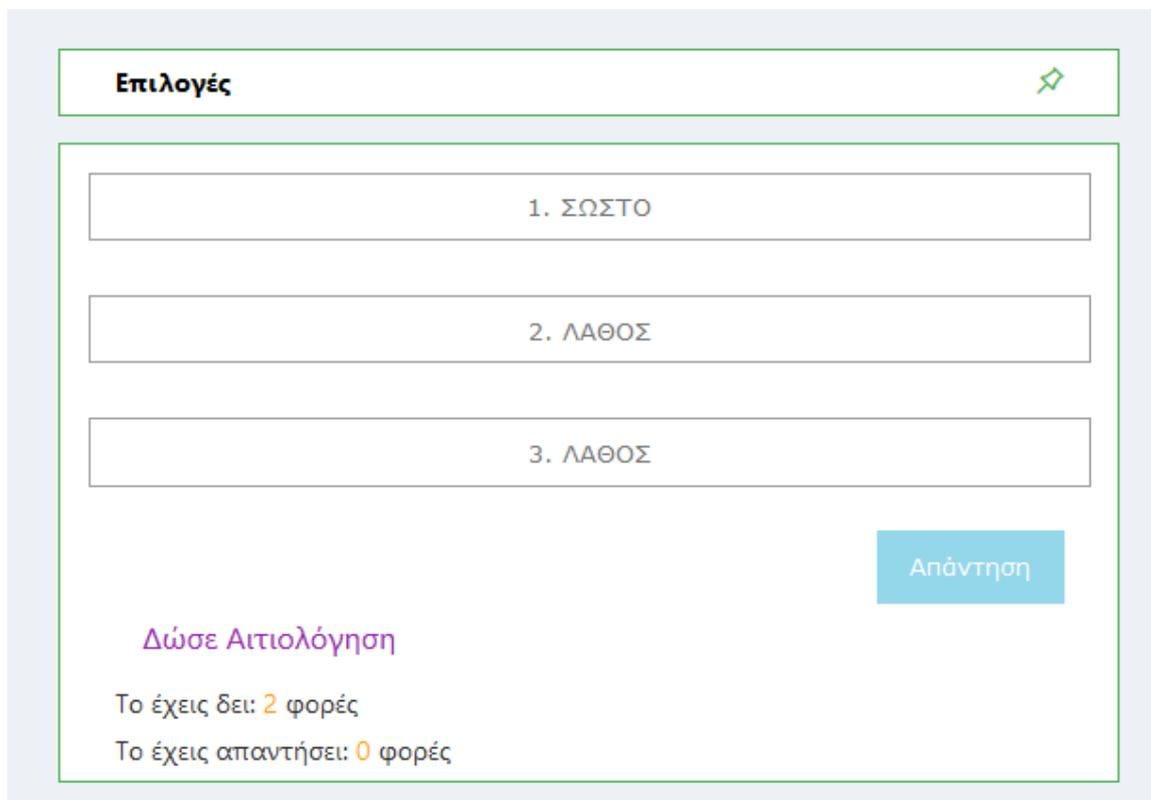 Επιλογές
1. ΣΩΣΤΟ
2. ΛΑΘΟΣ
3. ΛΑΘΟΣ
Απάντηση
Δώσε Αιτιολόγηση
Το έχεις δει: 2 φορές
Το έχεις απαντήσει: 0 φορές